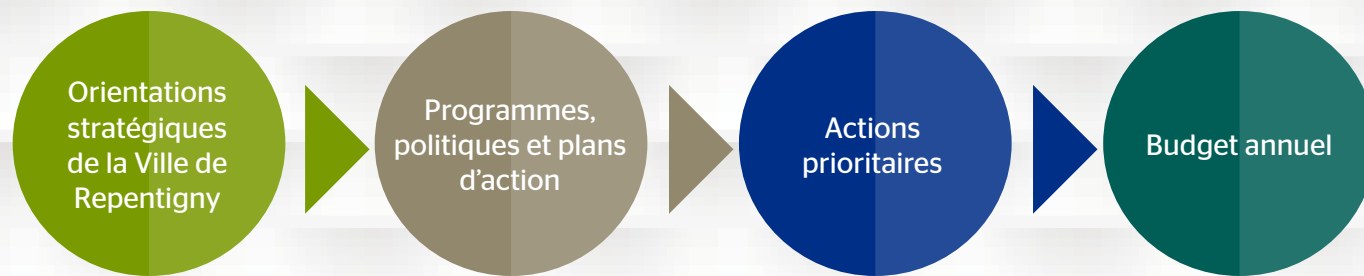 Orientations
stratégiques
de la Ville de
Repentigny
Programmes,
politiques et plans
d’action
Actions
prioritaires
Budget annuel